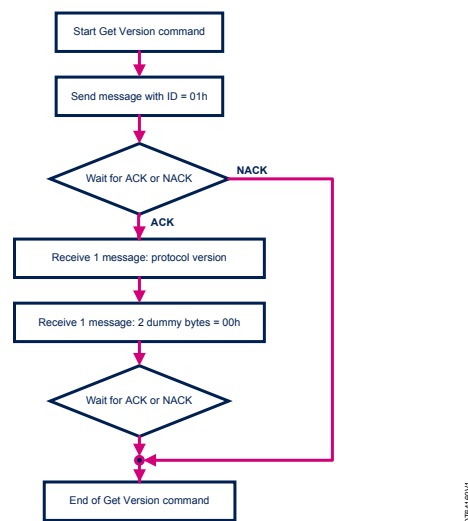 Start Get Version command
Send message with ID = 01h
Wait for ACK or NACK
NACK
ACK
Receive 1 message: protocol version
Receive 1 message: 2 dummy bytes = 00h
Wait for ACK or NACK
End of Get Version command